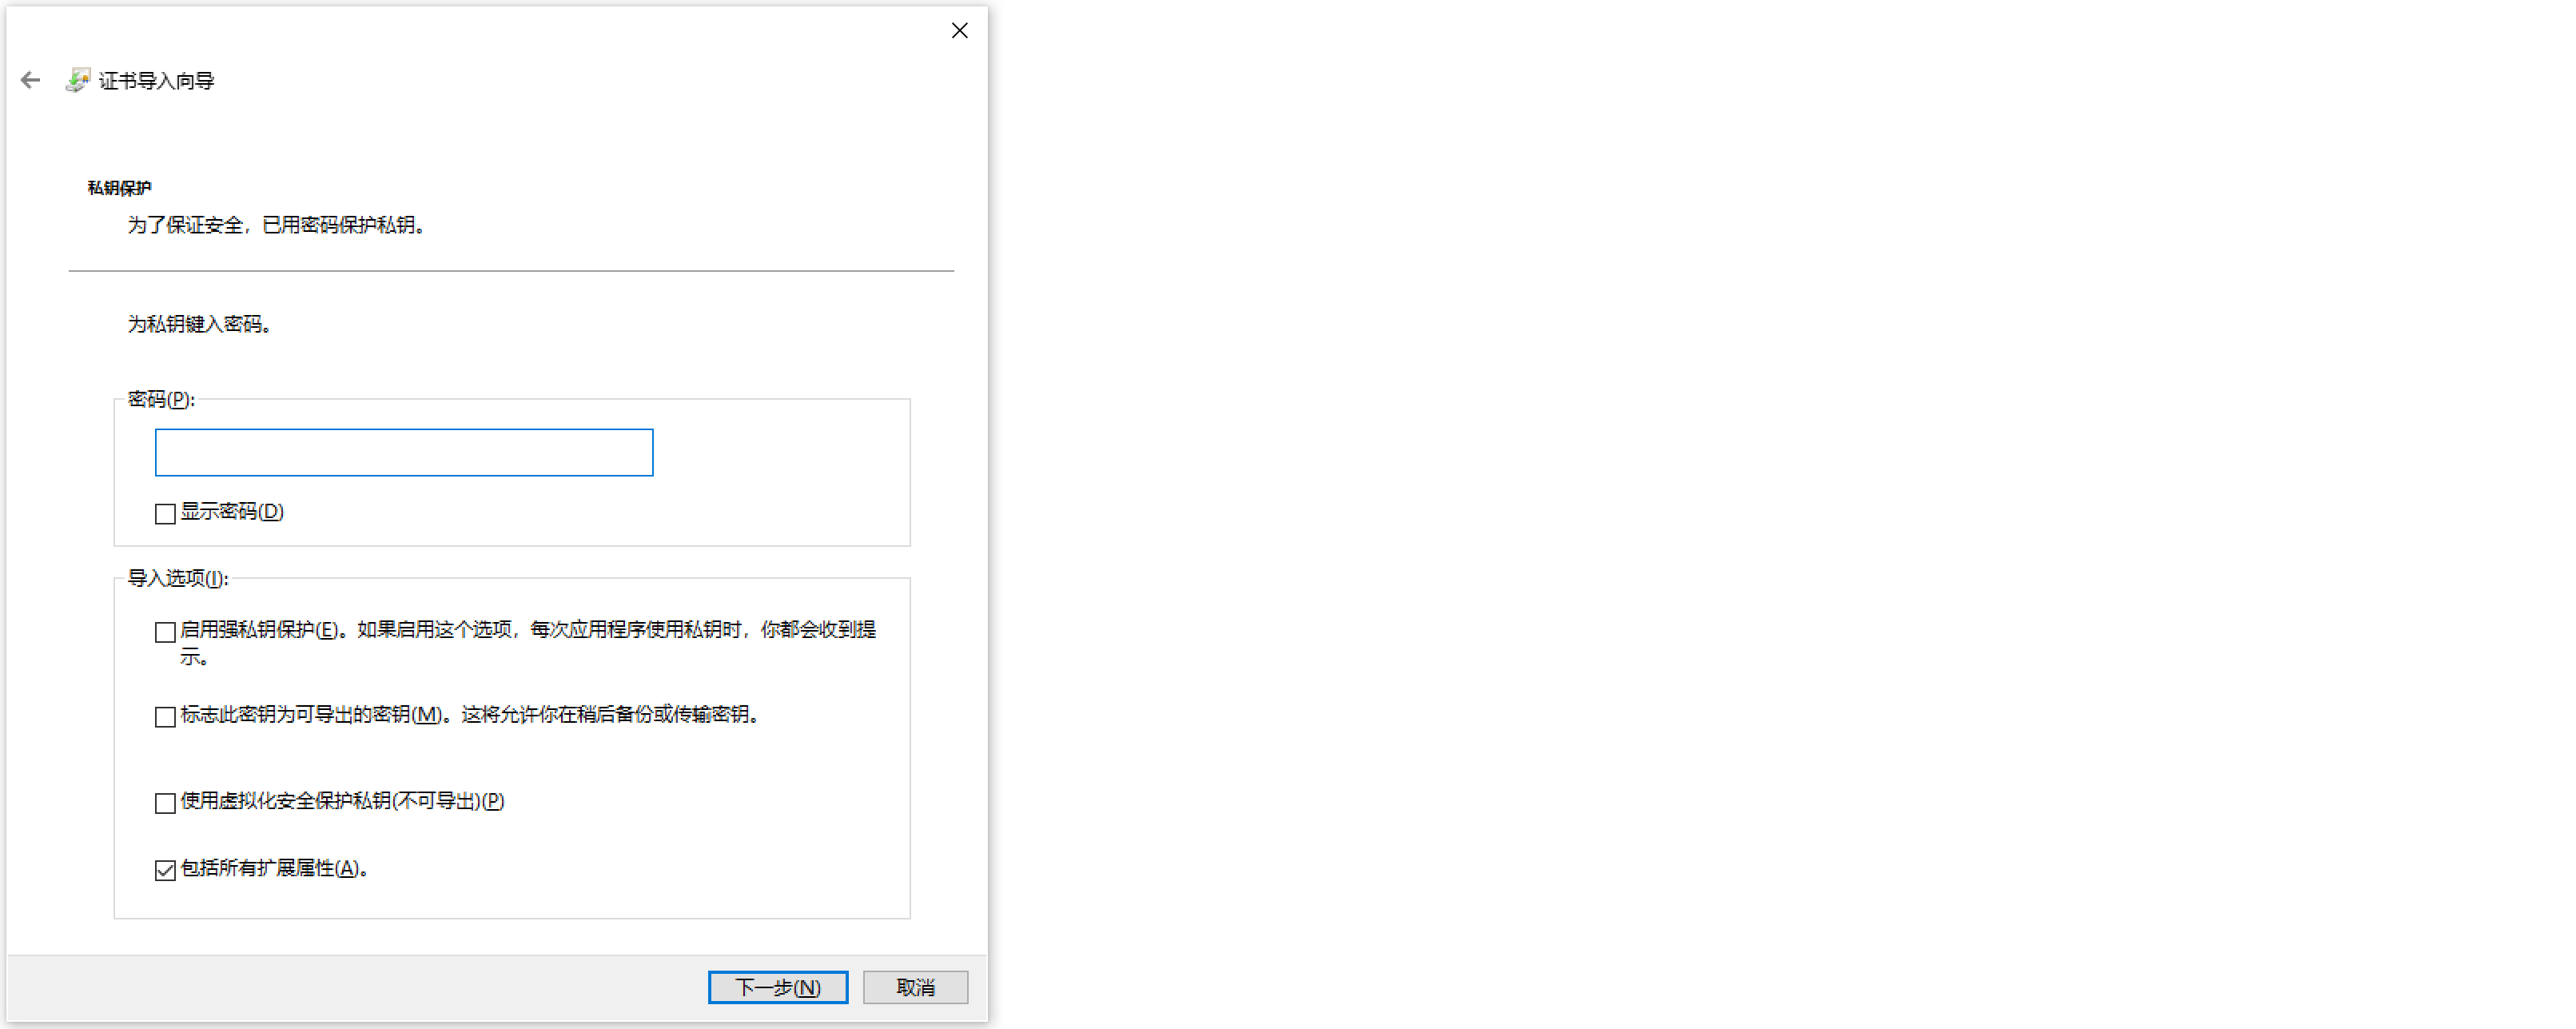 证书导入向导
私钥保护
为了保证安全，已用密码保护私钥。
为私钥键入密码。
密码(P):
显示密码(D)
导入选项(I):
启用强私钥保护(E)。如果启用这个选项，每次应用程序使用私钥时，你都会收到提
示。
标志此密钥为可导出的密钥(M)。这将允许你在稍后备份或传输密钥。
使用虚拟化安全保护私钥(不可导出)(P)
包括所有扩展属性(A)。
下一步(N)
取消